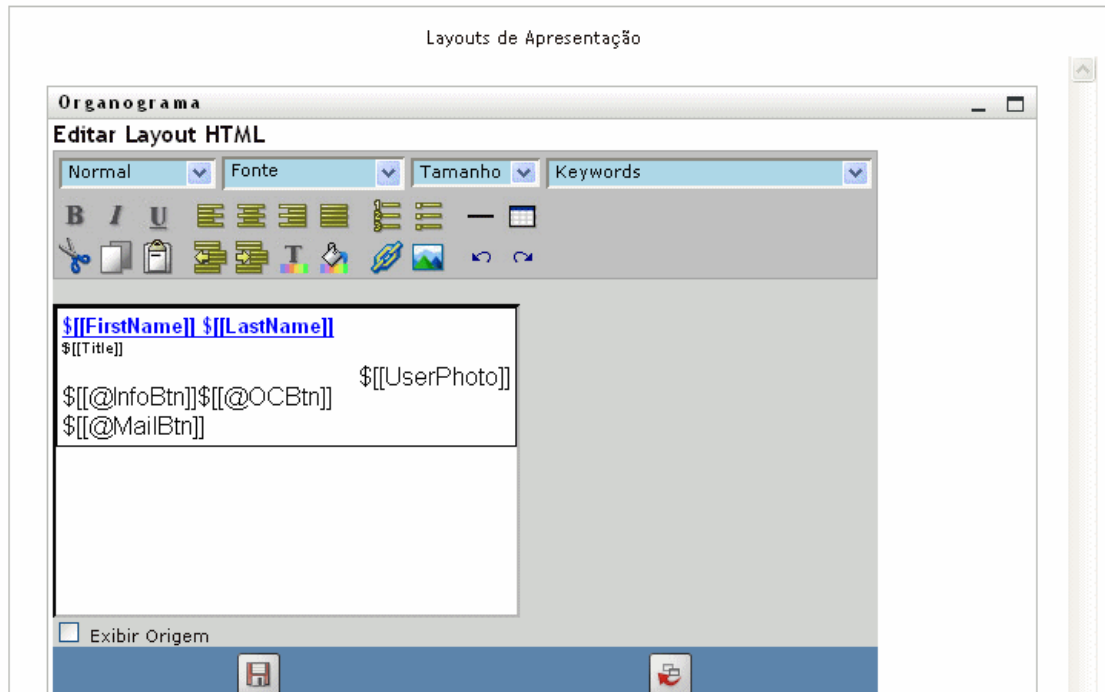 Layouts de Apresentação
Organograma
Editar Layout HTML
Normal Fonte Tamanho Keywords
B I U
T
$[[FirstName]] $[[LastName]]
$[[Title]]
$[[UserPhoto]]
$[[@InfoBtn]]$[[@OCBtn]]
$[[@MailBtn]]
Exibir Origem